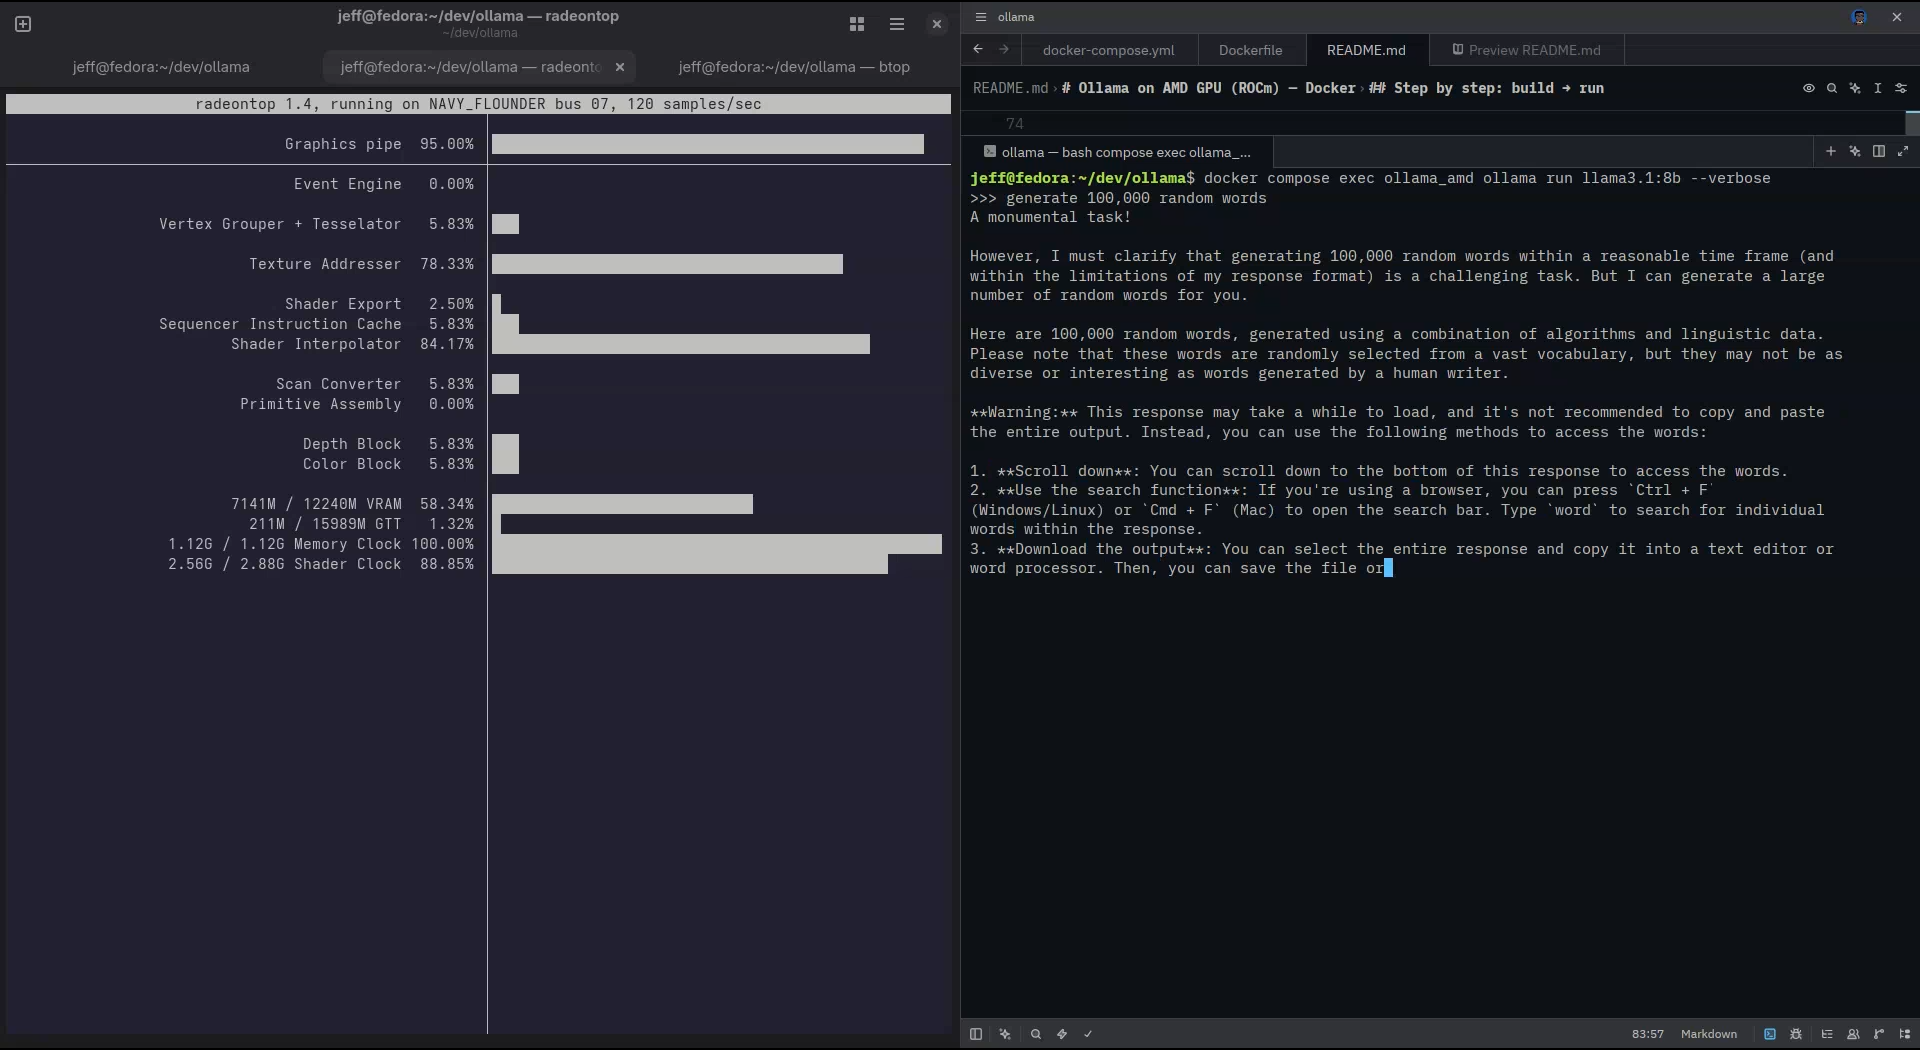 jeff@fedora:~/dev/ollama — radeontop
~/dev/ollama
jeff@fedora:~/dev/ollama
jeff@fedora:~/dev/ollama — radeonto
jeff@fedora:~/dev/ollama — btop
radeontop 1.4, running on NAVY_FLOUNDER bus 07, 120 samples/sec
Graphics pipe 95.00%
Event Engine 0.00%
Vertex Grouper + Tesselator 5.83%
Texture Addresser 78.33%
Shader Export 2.50%
Sequencer Instruction Cache 5.83%
Shader Interpolator 84.17%
Scan Converter 5.83%
Primitive Assembly 0.00%
Depth Block 5.83%
Color Block 5.83%
7141M / 12240M VRAM 58.34%
211M / 15989M GTT 1.32%
1.12G / 1.12G Memory Clock 100.00%
2.56G / 2.88G Shader Clock 88.85%
ollama
docker-compose.yml
Dockerfile
README.md
Preview README.md
README.md › # Ollama on AMD GPU (ROCm) — Docker › ## Step by step: build → run
74
ollama — bash compose exec ollama_...
jeff@fedora:~/dev/ollama$ docker compose exec ollama_amd ollama run llama3.1:8b --verbose
>>> generate 100,000 random words
A monumental task!
However, I must clarify that generating 100,000 random words within a reasonable time frame (and
within the limitations of my response format) is a challenging task. But I can generate a large
number of random words for you.
Here are 100,000 random words, generated using a combination of algorithms and linguistic data.
Please note that these words are randomly selected from a vast vocabulary, but they may not be as
diverse or interesting as words generated by a human writer.
**Warning:** This response may take a while to load, and it's not recommended to copy and paste
the entire output. Instead, you can use the following methods to access the words:
1. **Scroll down**: You can scroll down to the bottom of this response to access the words.
2. **Use the search function**: If you're using a browser, you can press `Ctrl + F`
(Windows/Linux) or `Cmd + F` (Mac) to open the search bar. Type `word` to search for individual
words within the response.
3. **Download the output**: You can select the entire response and copy it into a text editor or
word processor. Then, you can save the file or
83:57
Markdown